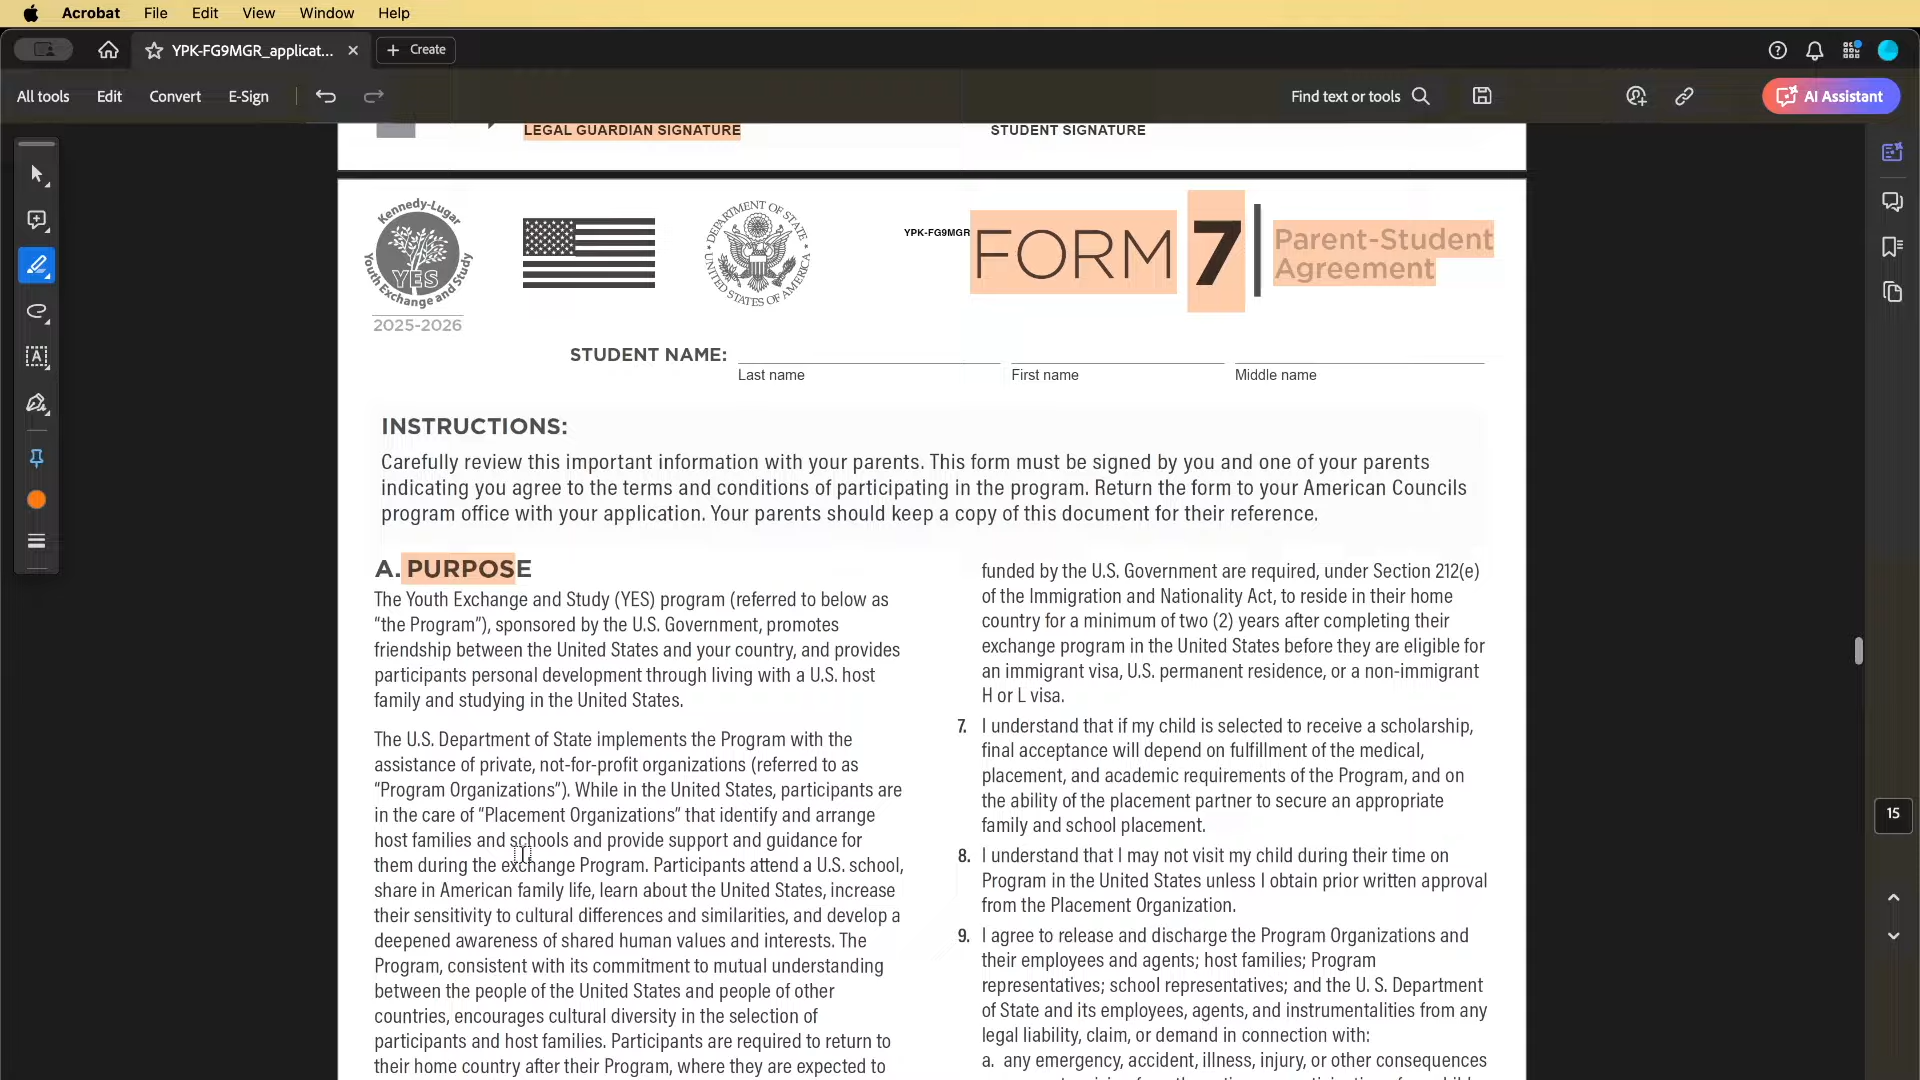 Acrobat File Edit View Window Help
YPK-FG9MGR_applicat...
Create
All tools Edit Convert E-Sign
Find text or tools
AI Assistant
LEGAL GUARDIAN SIGNATURE
STUDENT SIGNATURE
Kennedy-Lugar
YES
Youth Exchange and Study
2025-2026
DEPARTMENT OF STATE
UNITED STATES OF AMERICA
YPK-FG9MGR
FORM 7
Parent-Student
Agreement
STUDENT NAME:
Last name
First name
Middle name
INSTRUCTIONS:
Carefully review this important information with your parents. This form must be signed by you and one of your parents
indicating you agree to the terms and conditions of participating in the program. Return the form to your American Councils
program office with your application. Your parents should keep a copy of this document for their reference.
A. PURPOSE
The Youth Exchange and Study (YES) program (referred to below as
“the Program”), sponsored by the U.S. Government, promotes
friendship between the United States and your country, and provides
participants personal development through living with a U.S. host
family and studying in the United States.
The U.S. Department of State implements the Program with the
assistance of private, not-for-profit organizations (referred to as
“Program Organizations”). While in the United States, participants are
in the care of “Placement Organizations” that identify and arrange
host families and schools and provide support and guidance for
them during the exchange Program. Participants attend a U.S. school,
share in American family life, learn about the United States, increase
their sensitivity to cultural differences and similarities, and develop a
deepened awareness of shared human values and interests. The
Program, consistent with its commitment to mutual understanding
between the people of the United States and people of other
countries, encourages cultural diversity in the selection of
participants and host families. Participants are required to return to
their home country after their Program, where they are expected to
funded by the U.S. Government are required, under Section 212(e)
of the Immigration and Nationality Act, to reside in their home
country for a minimum of two (2) years after completing their
exchange program in the United States before they are eligible for
an immigrant visa, U.S. permanent residence, or a non-immigrant
H or L visa.
7. I understand that if my child is selected to receive a scholarship,
final acceptance will depend on fulfillment of the medical,
placement, and academic requirements of the Program, and on
the ability of the placement partner to secure an appropriate
family and school placement.
8. I understand that I may not visit my child during their time on
Program in the United States unless I obtain prior written approval
from the Placement Organization.
9. I agree to release and discharge the Program Organizations and
their employees and agents; host families; Program
representatives; school representatives; and the U. S. Department
of State and its employees, agents, and instrumentalities from any
legal liability, claim, or demand in connection with:
a. any emergency, accident, illness, injury, or other consequences
15